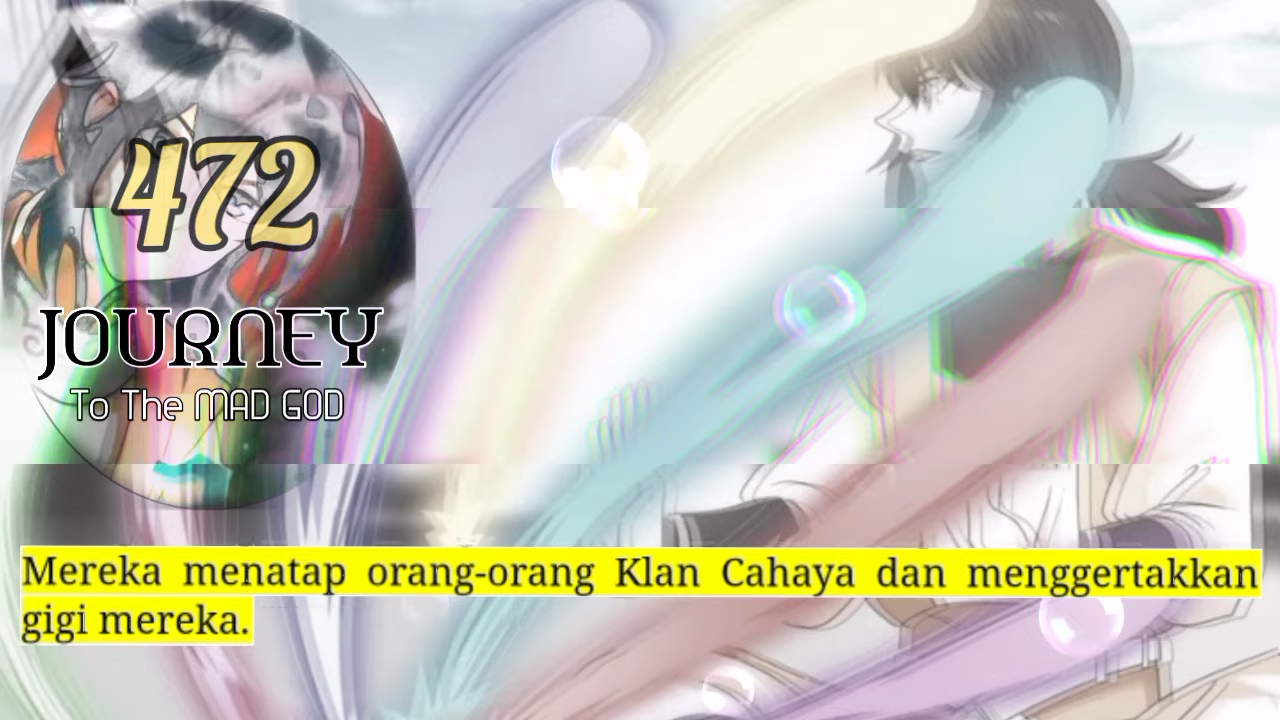 472
JOURNEY
To The MAD GOD
Mereka menatap orang-orang Klan Cahaya dan menggertakkan
gigi mereka.